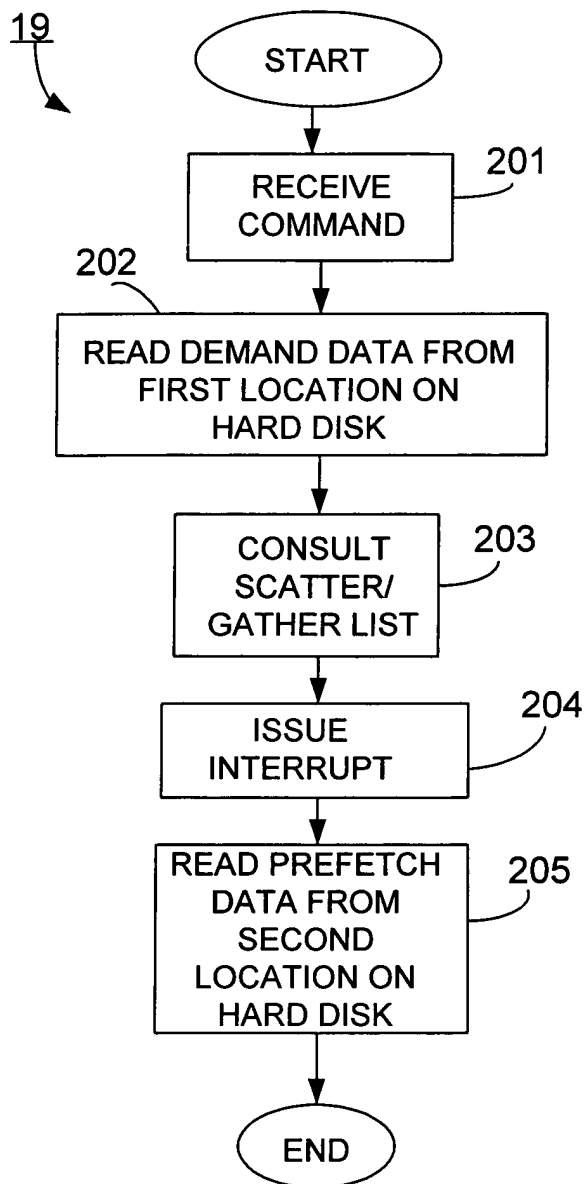 19
START
201
RECEIVE
COMMAND
202
READ DEMAND DATA FROM
FIRST LOCATION ON
HARD DISK
203
CONSULT
SCATTER/
GATHER LIST
204
ISSUE
INTERRUPT
205
READ PREFETCH
DATA FROM
SECOND
LOCATION ON
HARD DISK
END